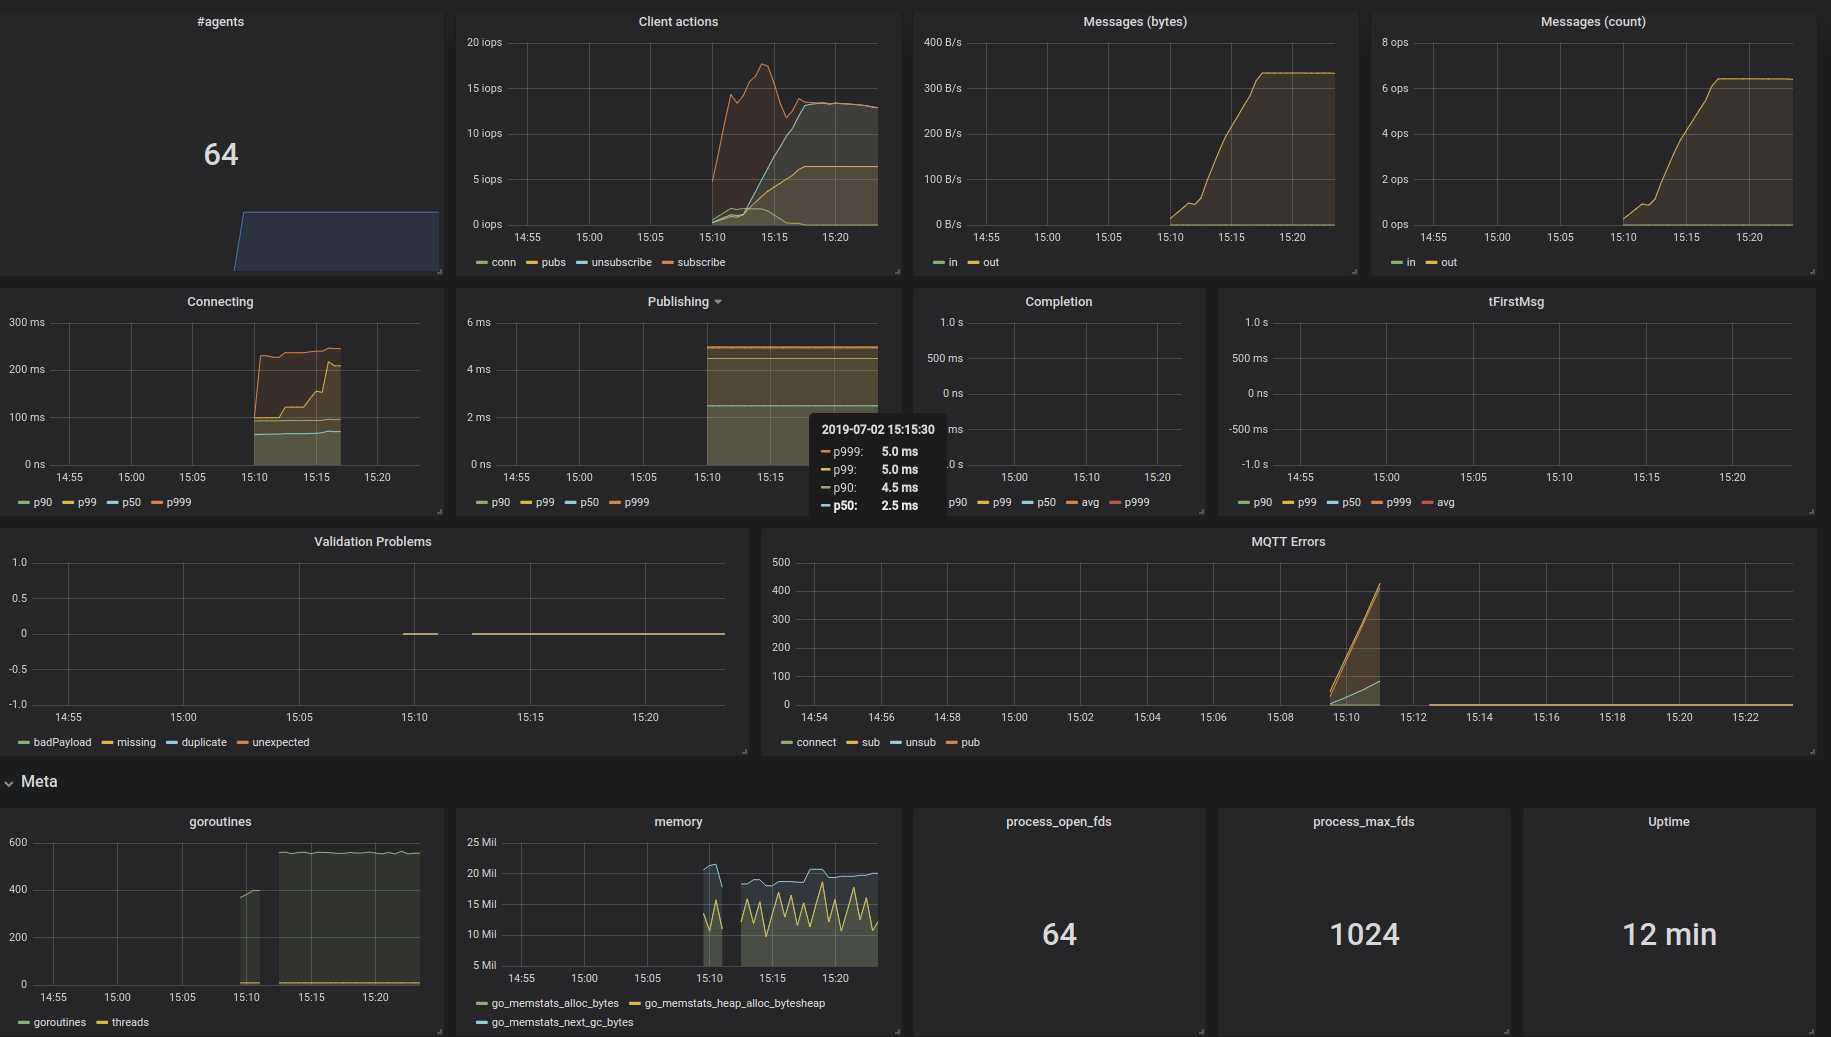 #agents
64
Client actions
20 iops
15 iops
10 iops
5 iops
0 iops
14:55 15:00 15:05 15:10 15:15 15:20
conn pubs unsubscribe subscribe
Messages (bytes)
400 B/s
300 B/s
200 B/s
100 B/s
0 B/s
14:55 15:00 15:05 15:10 15:15 15:20
in out
Messages (count)
8 ops
6 ops
4 ops
2 ops
0 ops
14:55 15:00 15:05 15:10 15:15 15:20
in out
Connecting
300 ms
200 ms
100 ms
0 ns
14:55 15:00 15:05 15:10 15:15 15:20
p90 p99 p50 p999
Publishing
6 ms
4 ms
2 ms
0 ns
14:55 15:00 15:05 15:10 15:15
p90 p99 p50 p999
2019-07-02 15:15:30
p999: 5.0 ms
p99: 5.0 ms
p90: 4.5 ms
p50: 2.5 ms
Completion
1.0 s
500 ms
0 ns
ms
.0 s
15:00 15:10 15:20
p90 p99 p50 avg p999
tFirstMsg
1.0 s
500 ms
0 ns
-500 ms
-1.0 s
14:55 15:00 15:05 15:10 15:15 15:20
p90 p99 p50 p999 avg
Validation Problems
1.0
0.5
0
-0.5
-1.0
14:55 15:00 15:05 15:10 15:15 15:20
badPayload missing duplicate unexpected
MQTT Errors
500
400
300
200
100
0
14:54 14:56 14:58 15:00 15:02 15:04 15:06 15:08 15:10 15:12 15:14 15:16 15:18 15:20 15:22
connect sub unsub pub
Meta
goroutines
600
400
200
0
14:55 15:00 15:05 15:10 15:15 15:20
goroutines threads
memory
25 Mil
20 Mil
15 Mil
10 Mil
5 Mil
14:55 15:00 15:05 15:10 15:15 15:20
go_memstats_alloc_bytes go_memstats_heap_alloc_bytesheap
go_memstats_next_gc_bytes
process_open_fds
64
process_max_fds
1024
Uptime
12 min